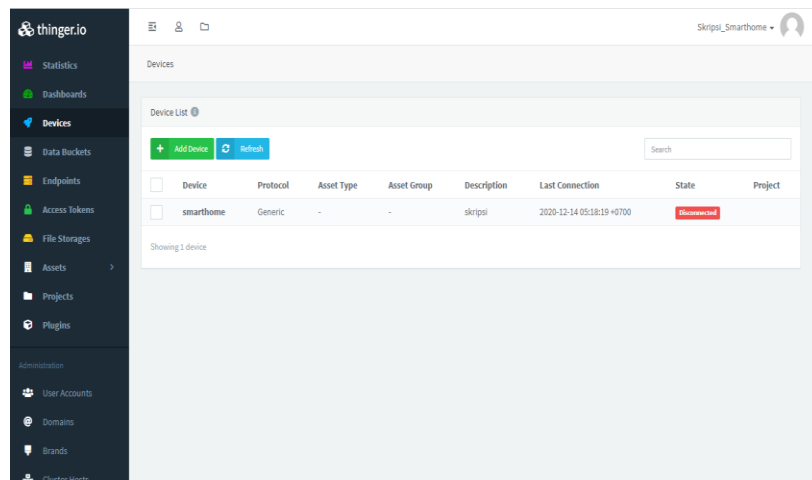 thinger.io
Skripsi_Smarthome
Statistics
Dashboards
Devices
Data Buckets
Endpoints
Access Tokens
File Storages
Assets
Projects
Plugins
Administration
User Accounts
Domains
Brands
Cluster Hosts
Devices
Device List
Add Device Refresh
Search
Device Protocol Asset Type Asset Group Description Last Connection State Project
smarthome Generic - - skripsi 2020-12-14 05:18:19 +0700 Disconnected
Showing 1 device